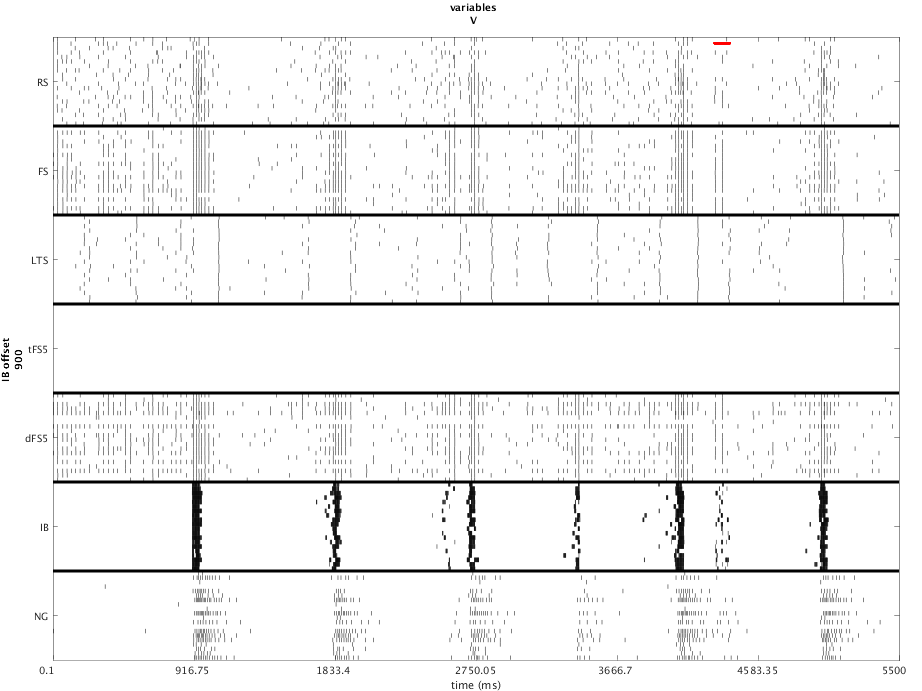 variables
V
RS
FS
LTS
tFS5
dFS5
IB
NG
IB offset
900
0.1
916.75
1833.4
2750.05
3666.7
4583.35
5500
time (ms)